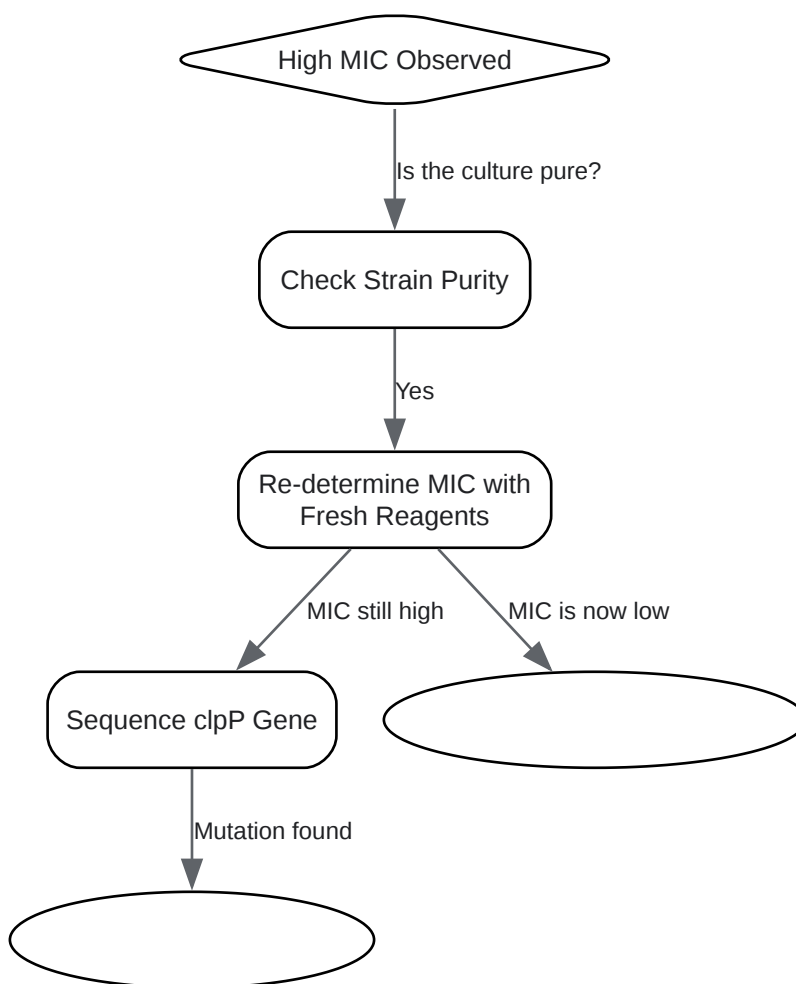 High MIC Observed
Is the culture pure?
Check Strain Purity
Yes
Re-determine MIC with
Fresh Reagents
MIC still high
MIC is now low
Sequence clpP Gene
Mutation found